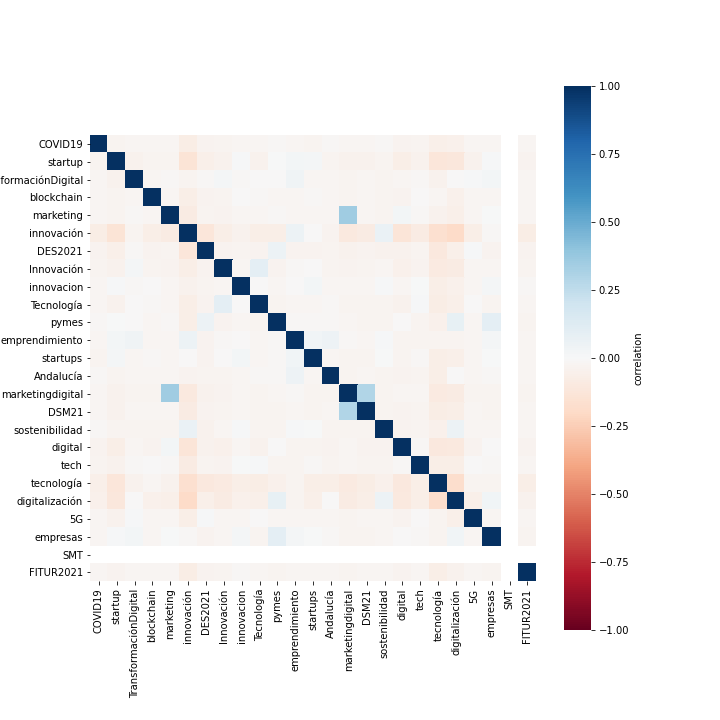 COVID19
startup
formaciónDigital
blockchain
marketing
innovación
DES2021
Innovación
innovacion
Tecnología
pymes
emprendimiento
startups
Andalucía
marketingdigital
DSM21
sostenibilidad
digital
tech
tecnología
digitalización
5G
empresas
SMT
FITUR2021
COVID19
startup
TransformaciónDigital
blockchain
marketing
innovación
DES2021
Innovación
innovacion
Tecnología
pymes
emprendimiento
startups
Andalucía
marketingdigital
DSM21
sostenibilidad
digital
tech
tecnología
digitalización
5G
empresas
SMT
FITUR2021
1.00
0.75
0.50
0.25
0.00
−0.25
−0.50
−0.75
−1.00
correlation